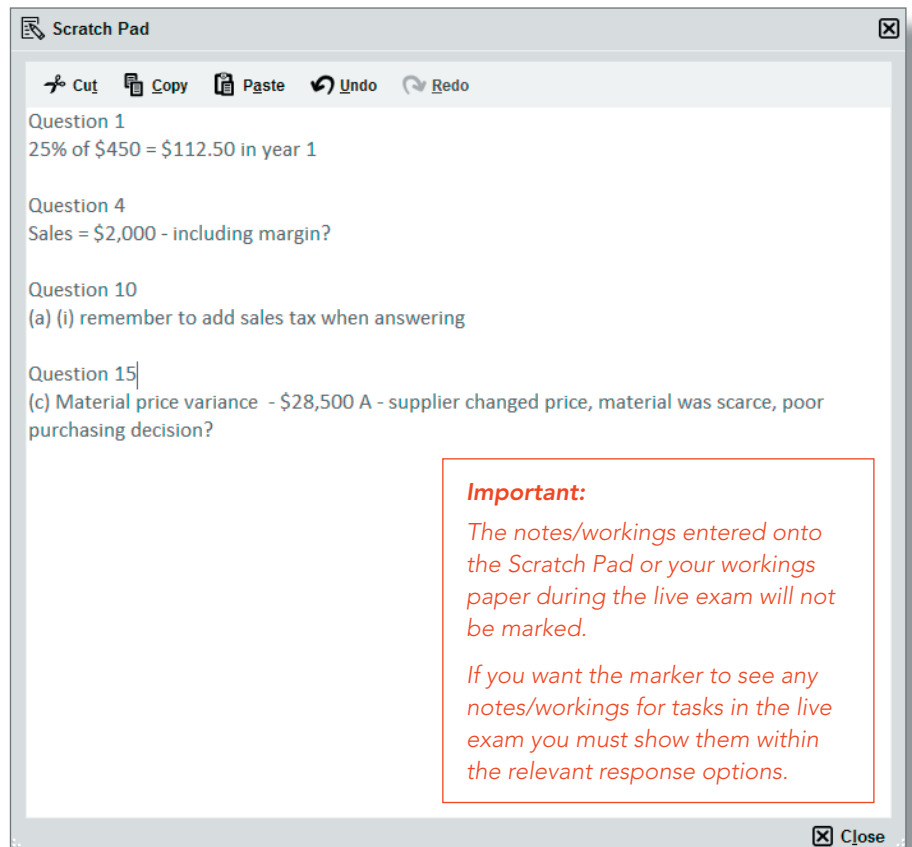 Scratch Pad
Cut Copy Paste Undo Redo
Question 1
25% of $450 = $112.50 in year 1
Question 4
Sales = $2,000 - including margin?
Question 10
(a) (i) remember to add sales tax when answering
Question 15
(c) Material price variance  - $28,500 A - supplier changed price, material was scarce, poor
purchasing decision?
Important:
The notes/workings entered onto
the Scratch Pad or your workings
paper during the live exam will not
be marked.
If you want the marker to see any
notes/workings for tasks in the live
exam you must show them within
the relevant response options.
Close